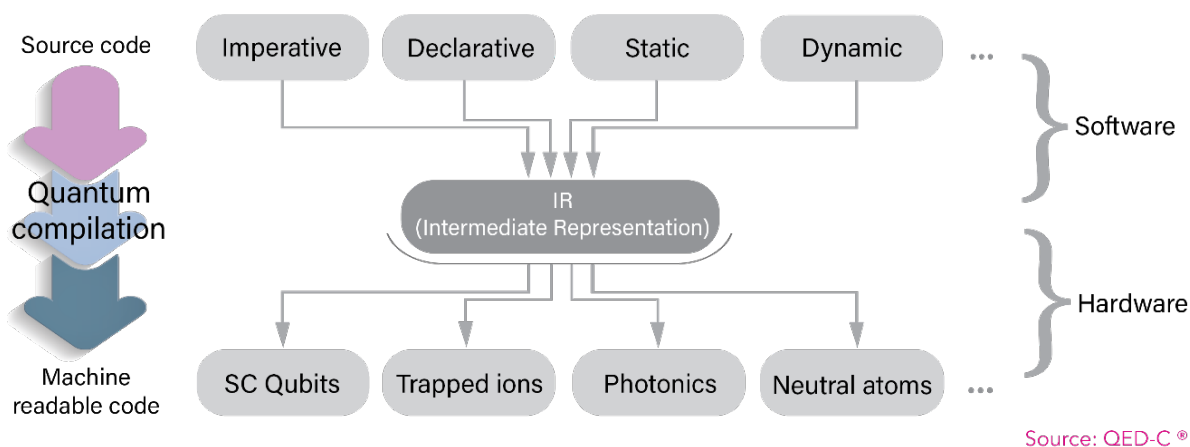 Source code
Imperative
Declarative
Static
Dynamic
...
Software
Quantum
compilation
IR
(Intermediate Representation)
Hardware
Machine
readable code
SC Qubits
Trapped ions
Photonics
Neutral atoms
...
Source: QED-C ®